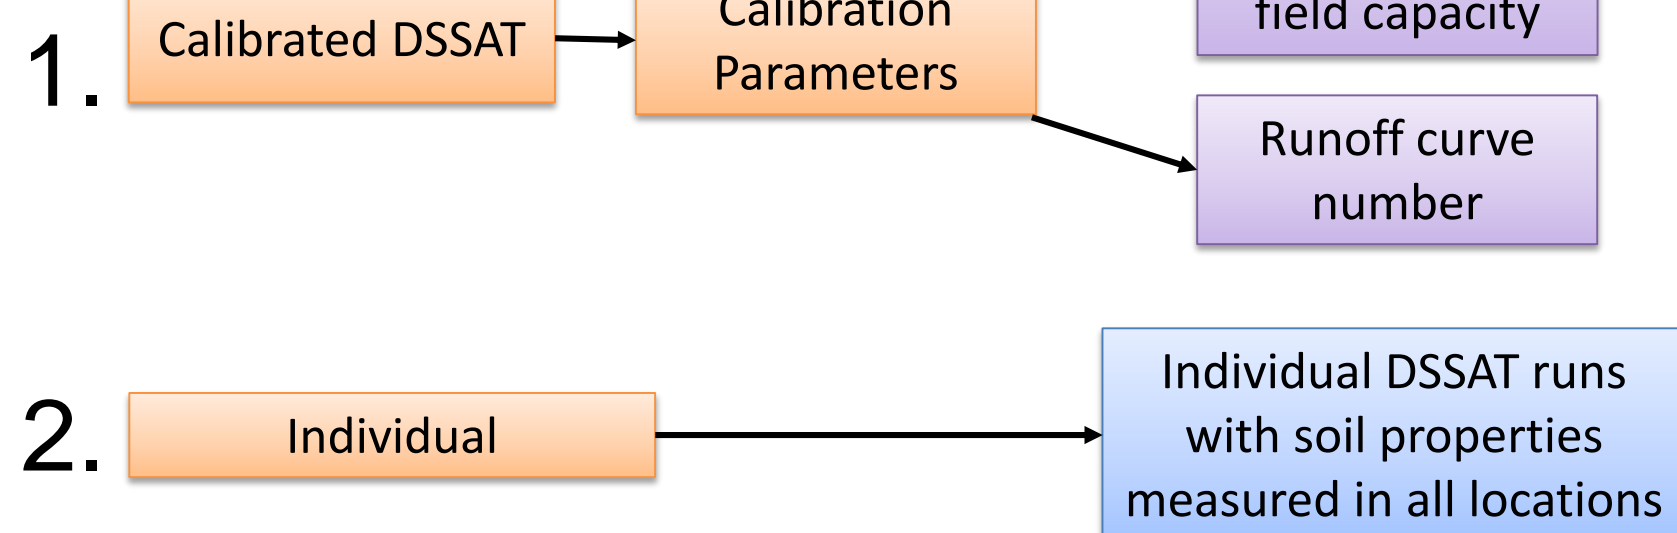 1.
Calibrated DSSAT
Calibration
Parameters
field capacity
Runoff curve
number
2.
Individual
Individual DSSAT runs
with soil properties
measured in all locations